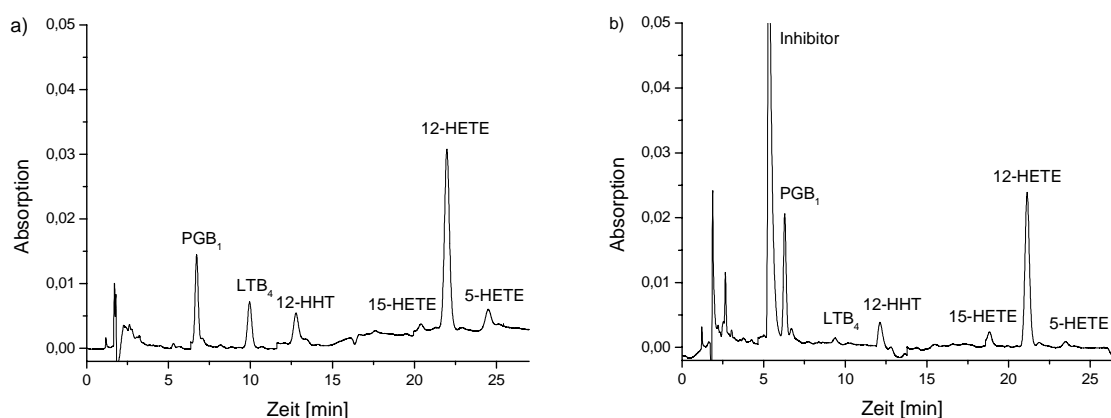 a)
0,05
0,04
0,03
0,02
0,01
0,00
Absorption
PGB₁
LTB₄
12-HHT
15-HETE
12-HETE
5-HETE
0 5 10 15 20 25
Zeit [min]
b)
0,05
0,04
0,03
0,02
0,01
0,00
Absorption
Inhibitor
PGB₁
LTB₄
12-HHT
15-HETE
12-HETE
5-HETE
0 5 10 15 20 25
Zeit [min]